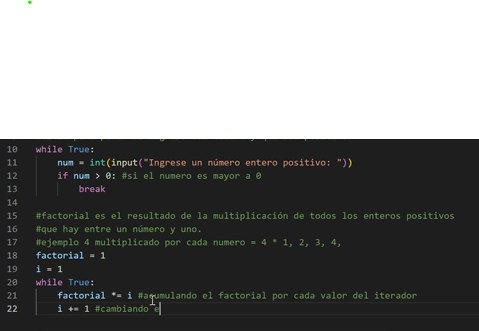 10 while True:
11 num = int(input("Ingrese un número entero positivo: "))
12 if num > 0: #si el numero es mayor a 0
13 break
14
15 #factorial es el resultado de la multiplicación de todos los enteros positivos
16 #que hay entre un número y uno.
17 #ejemplo 4 multiplicado por cada numero = 4 * 1, 2, 3, 4,
18 factorial = 1
19 i = 1
20 while True:
21 factorial *= i #acumulando el factorial por cada valor del iterador
22 i += 1 #cambiando e